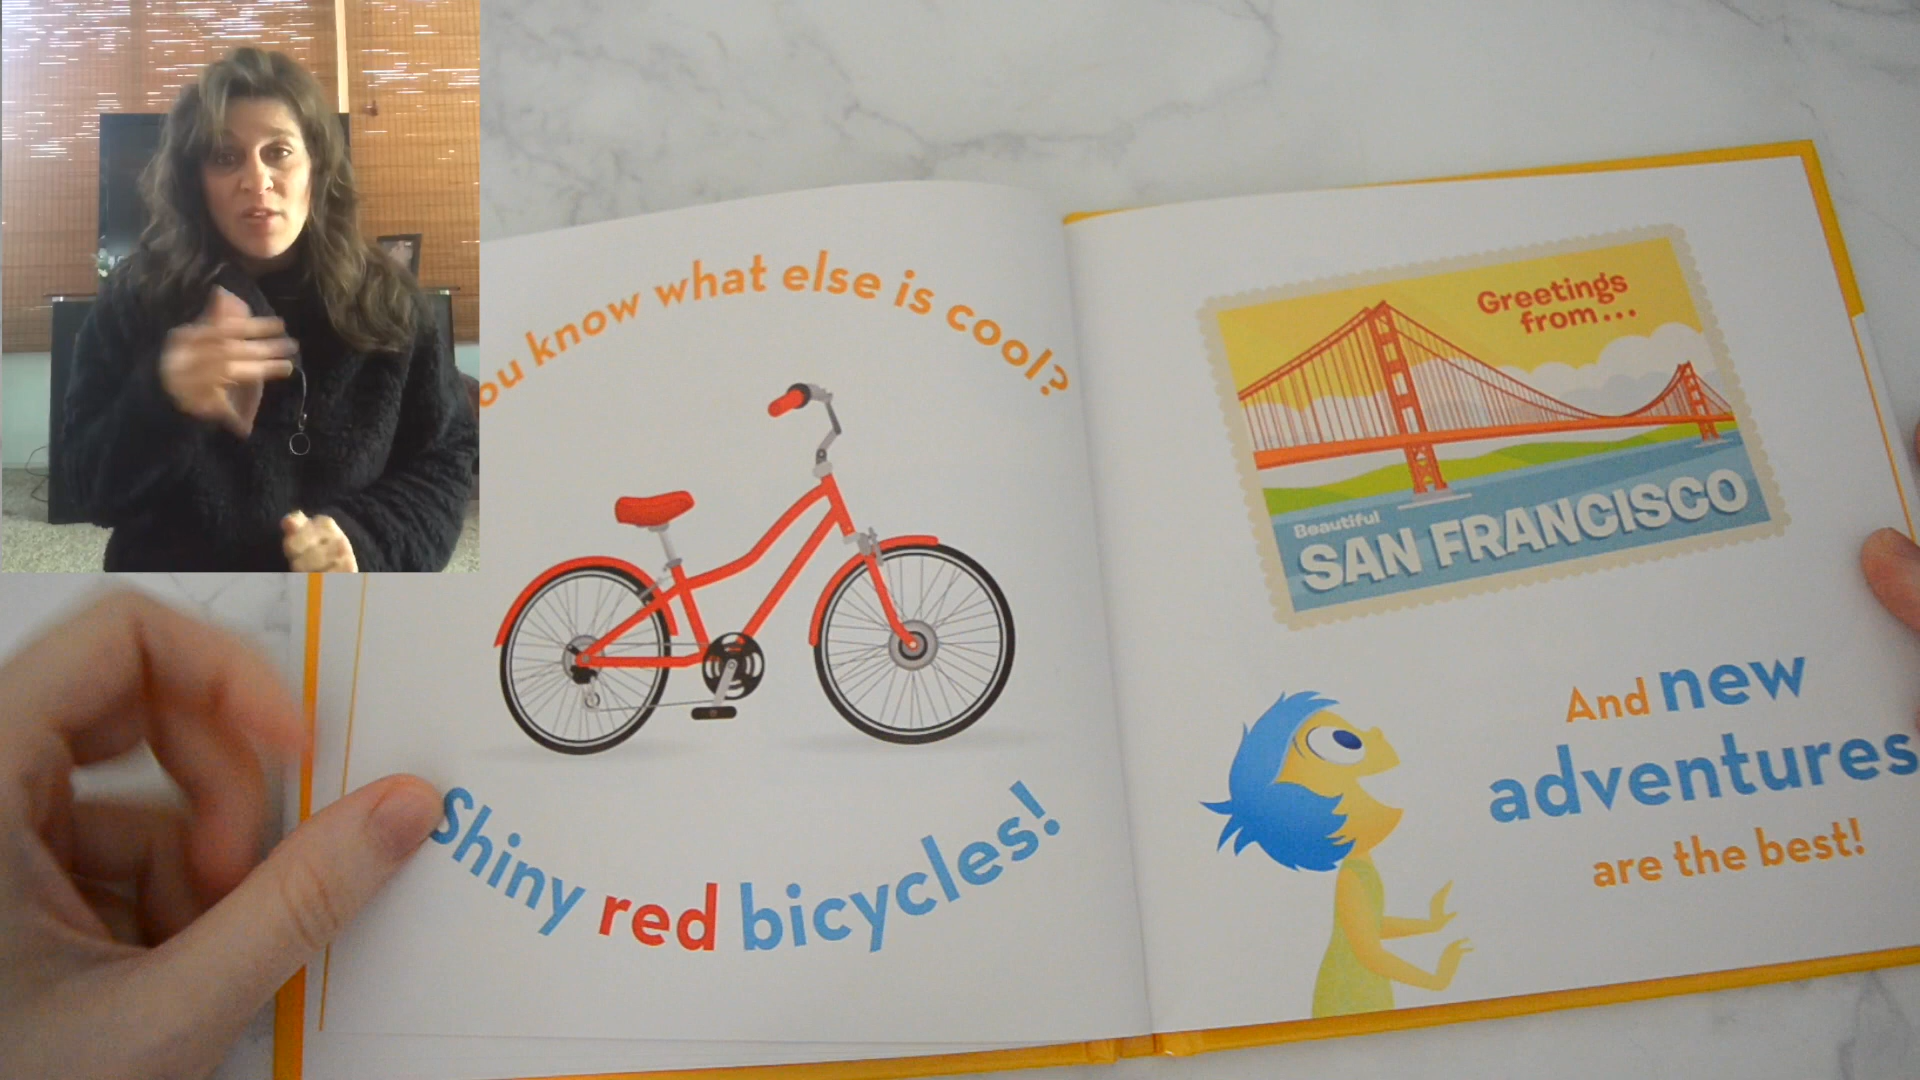 ou know what else is cool?
Shiny red bicycles!
Greetings
from...
Beautiful
SAN FRANCISCO
And new
adventures
are the best!